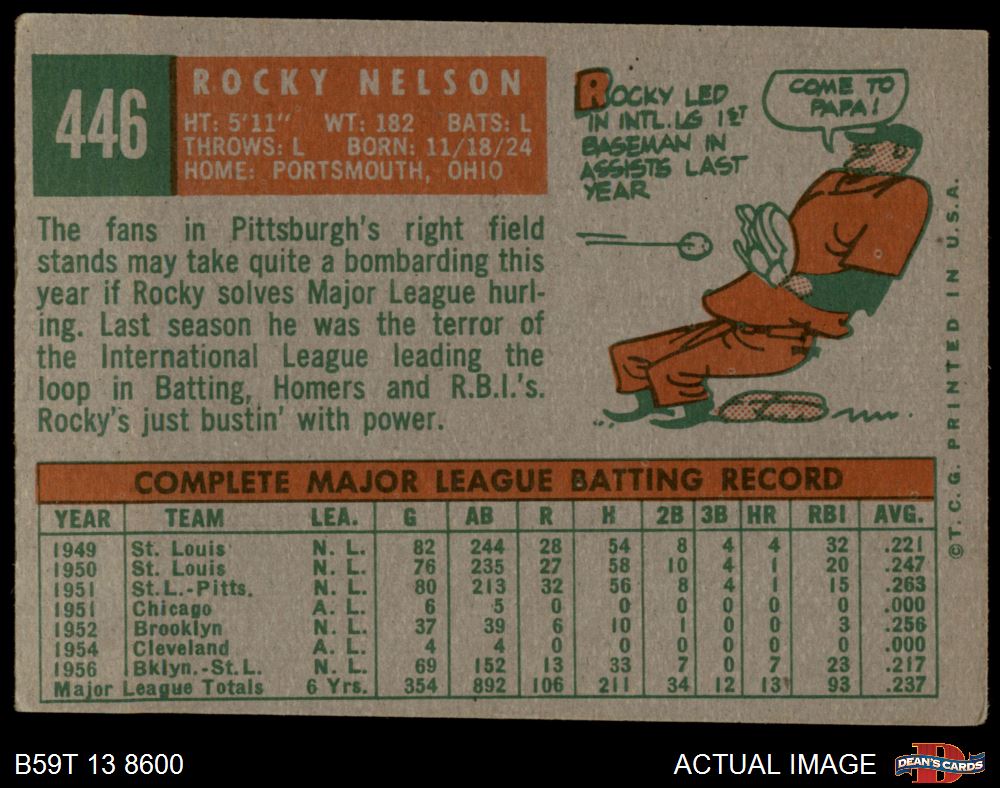 446
ROCKY NELSON
HT: 5'11" WT: 182 BATS: L
THROWS: L BORN: 11/18/24
HOME: PORTSMOUTH, OHIO
The fans in Pittsburgh's right field
stands may take quite a bombarding this
year if Rocky solves Major League hurl-
ing. Last season he was the terror of
the International League leading the
loop in Batting, Homers and R.B.I.'s.
Rocky's just bustin' with power.
ROCKY LED
IN INTL. LG 1ST
BASEMAN IN
ASSISTS LAST
YEAR
COME TO
PAPA!
COMPLETE MAJOR LEAGUE BATTING RECORD
YEAR TEAM LEA. G AB R H 2B 3B HR RBI AVG.
1949 St. Louis N. L. 82 244 28 54 8 4 4 32 .221
1950 St. Louis N. L. 76 235 27 58 10 4 1 20 .247
1951 St.L.-Pitts. N. L. 80 213 32 56 8 4 1 15 .263
1951 Chicago A. L. 6 5 0 0 0 0 0 0 .000
1952 Brooklyn N. L. 37 39 6 10 1 0 0 3 .256
1954 Cleveland A. L. 4 4 0 0 0 0 0 0 .000
1956 Bklyn.-St.L. N. L. 69 152 13 33 7 0 7 23 .217
Major League Totals 6 Yrs. 354 892 106 211 34 12 13 93 .237
© T. C. G. PRINTED IN U.S.A.
B59T 13 8600
ACTUAL IMAGE
D
DEAN'S CARDS